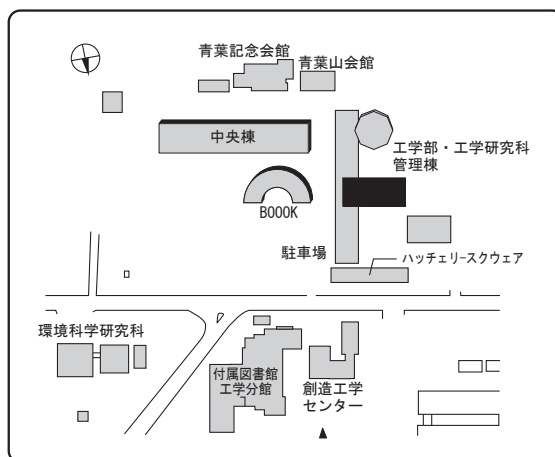 青葉記念会館
青葉山会館
中央棟
工学部・工学研究科
管理棟
BOOOK
駐車場
ハッチェリースクウェア
環境科学研究科
付属図書館
工学分館
創造工学
センター